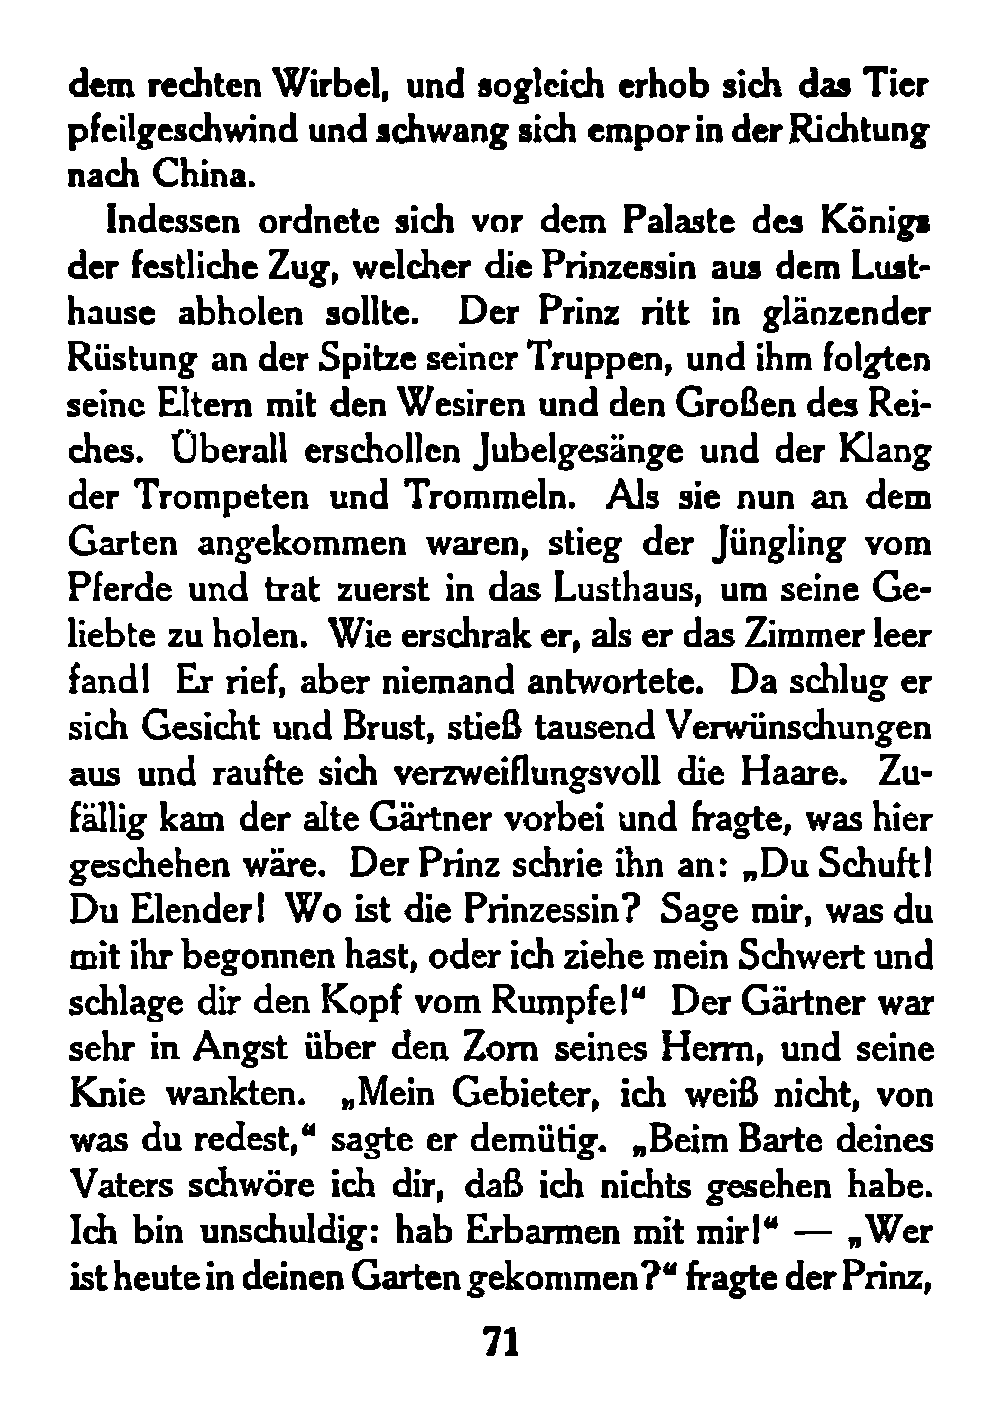 dem rechten Wirbel, und sogleich erhob sich das Tier
pfeilgeschwind und schwang sich empor in der Richtung
nach China.
Indessen ordnete sich vor dem Palaste des Königs
der festliche Zug, welcher die Prinzessin aus dem Lust-
hause abholen sollte. Der Prinz ritt in glänzender
Rüstung an der Spitze seiner Truppen, und ihm folgten
seine Eltern mit den Wesiren und den Großen des Rei-
ches. Überall erschollen Jubelgesänge und der Klang
der Trompeten und Trommeln. Als sie nun an dem
Garten angekommen waren, stieg der Jüngling vom
Pferde und trat zuerst in das Lusthaus, um seine Ge-
liebte zu holen. Wie erschrak er, als er das Zimmer leer
fand! Er rief, aber niemand antwortete. Da schlug er
sich Gesicht und Brust, stieß tausend Verwünschungen
aus und raufte sich verzweiflungsvoll die Haare. Zu-
fällig kam der alte Gärtner vorbei und fragte, was hier
geschehen wäre. Der Prinz schrie ihn an: „Du Schuft!
Du Elender! Wo ist die Prinzessin? Sage mir, was du
mit ihr begonnen hast, oder ich ziehe mein Schwert und
schlage dir den Kopf vom Rumpfe!“ Der Gärtner war
sehr in Angst über den Zorn seines Herrn, und seine
Knie wankten. „Mein Gebieter, ich weiß nicht, von
was du redest,“ sagte er demütig. „Beim Barte deines
Vaters schwöre ich dir, daß ich nichts gesehen habe.
Ich bin unschuldig: hab Erbarmen mit mir!“ — „Wer
ist heute in deinen Garten gekommen?“ fragte der Prinz,
71